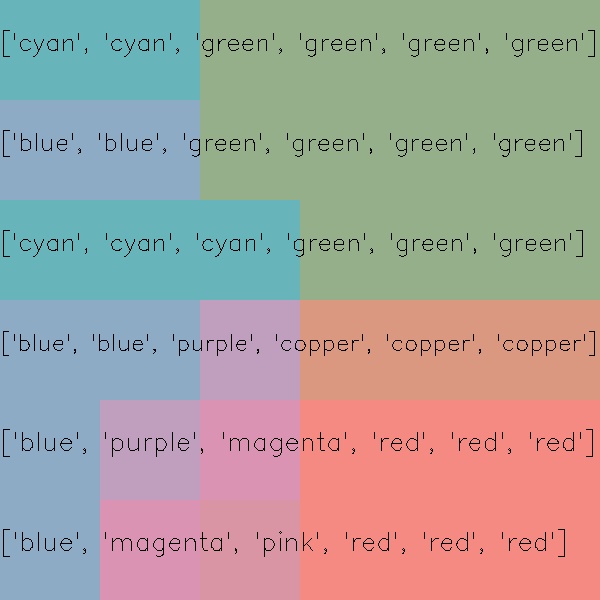 ['cyan', 'cyan', 'green', 'green', 'green', 'green']
['blue', 'blue', 'green', 'green', 'green', 'green']
['cyan', 'cyan', 'cyan', 'green', 'green', 'green']
['blue', 'blue', 'purple', 'copper', 'copper', 'copper']
['blue', 'purple', 'magenta', 'red', 'red', 'red']
['blue', 'magenta', 'pink', 'red', 'red', 'red']